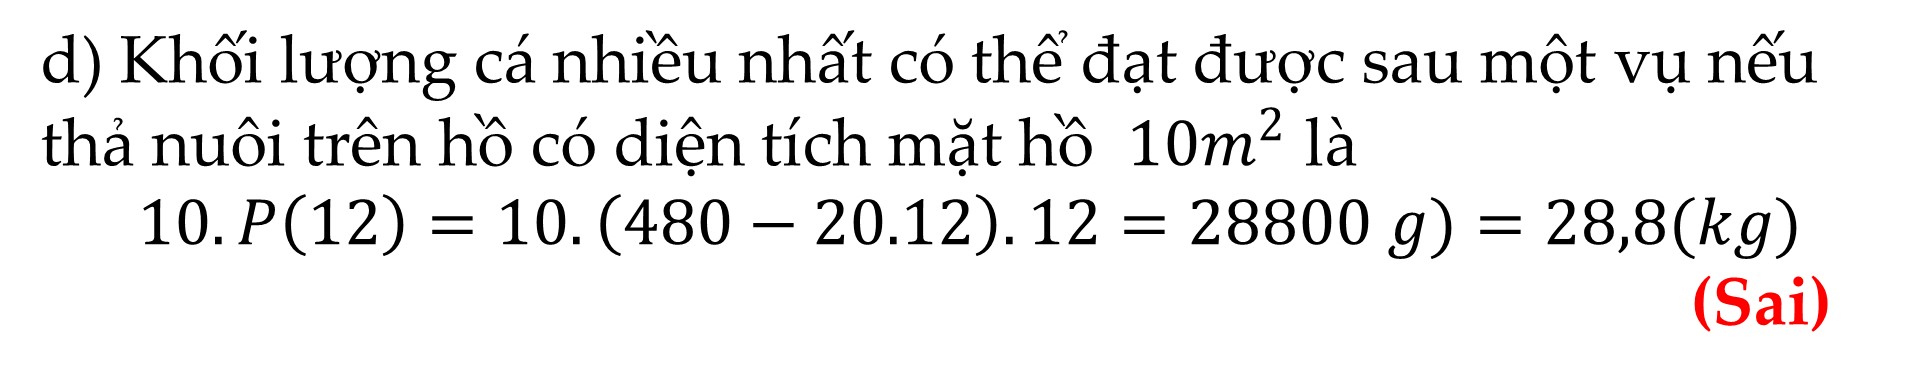 d) Khối lượng cá nhiều nhất có thể đạt được sau một vụ nếu
thả nuôi trên hồ có diện tích mặt hồ 10m² là
10. P(12) = 10. (480 − 20.12). 12 = 28800 g) = 28,8(kg)
(Sai)